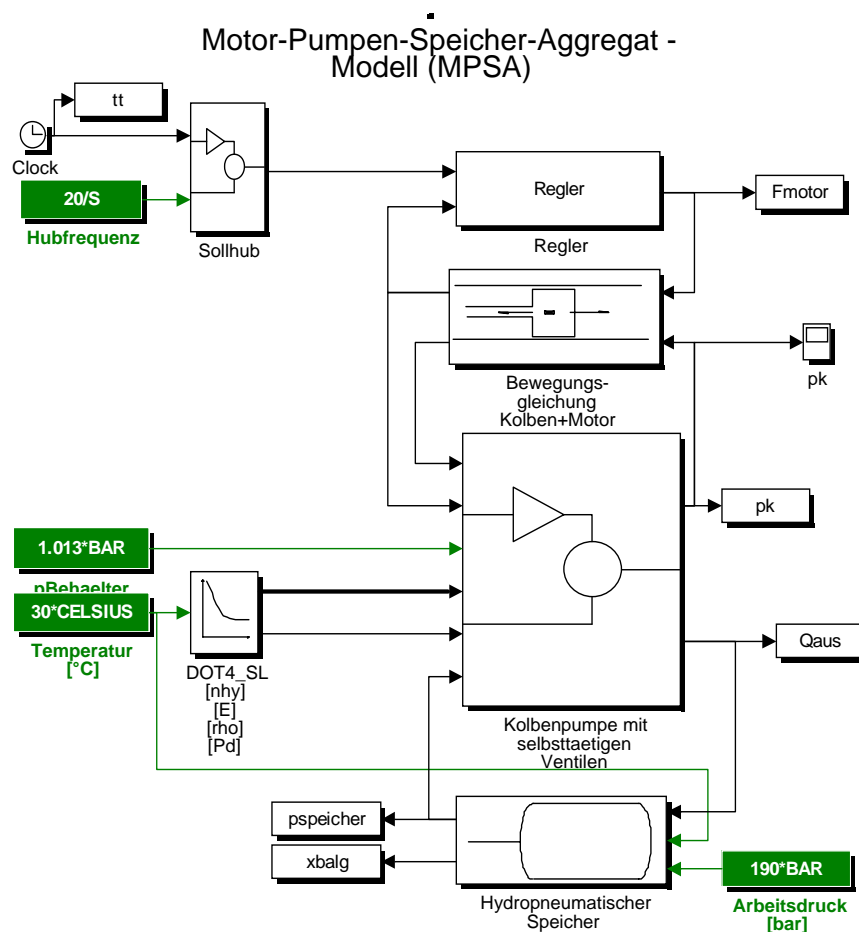 Motor-Pumpen-Speicher-Aggregat -
Modell (MPSA)
tt
Clock
20/S
Hubfrequenz
Sollhub
Regler
Regler
Fmotor
Bewegungs-
gleichung
Kolben+Motor
pk
pk
1.013*BAR
pBehaelter
30*CELSIUS
Temperatur
[°C]
DOT4_SL
[nhy]
[E]
[rho]
[Pd]
Qaus
Kolbenpumpe mit
selbsttaetigen
Ventilen
pspeicher
xbalg
Hydropneumatischer
Speicher
190*BAR
Arbeitsdruck
[bar]